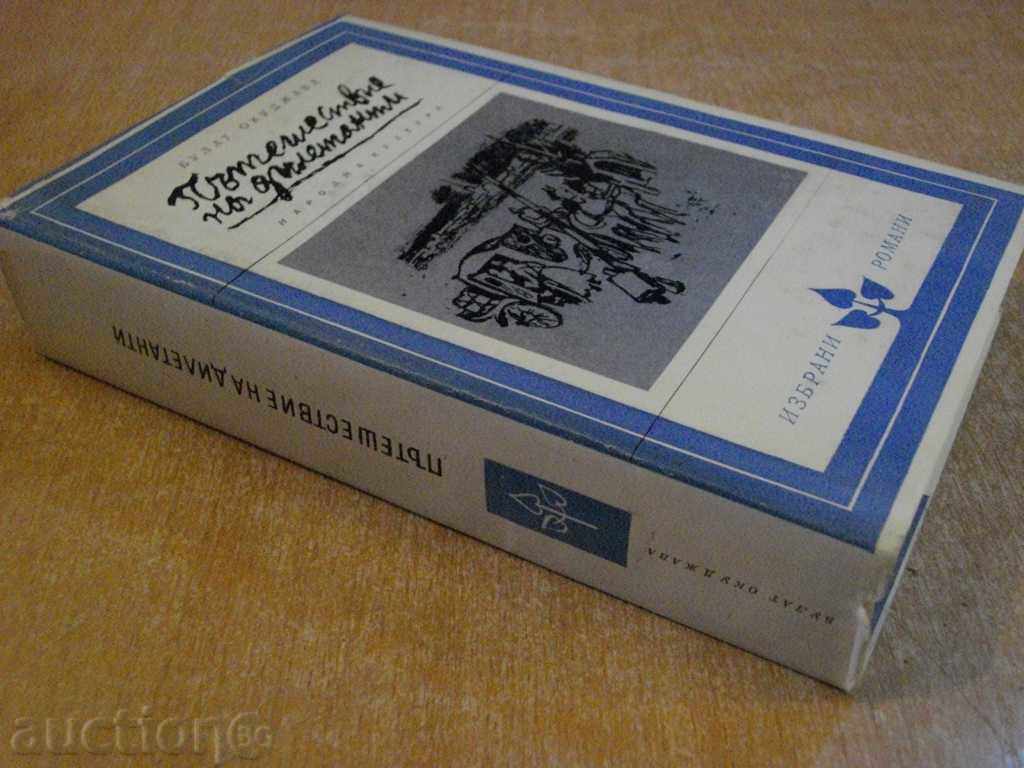 БУЛАТ ОКУДЖАВА
Пътешествие
на дилетанти
НАРОДНА КУЛТУРА
ИЗБРАНИ РОМАНИ
ПЪТЕШЕСТВИЕ НА ДИЛЕТАНТИ
БУЛАТ ОКУДЖАВА
auction BG